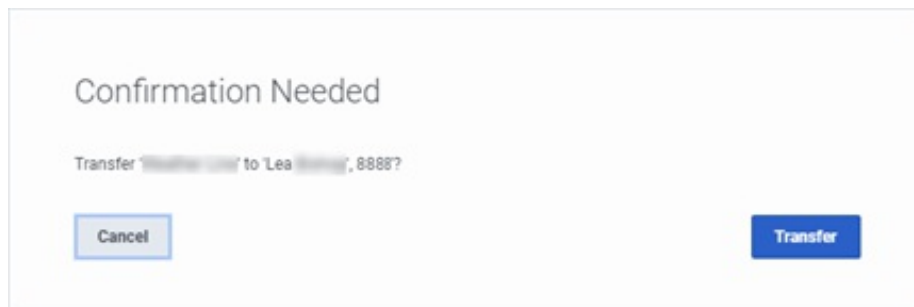 Confirmation Needed
Transfer ' ' to 'Lea ', 8888'?
Cancel
Transfer